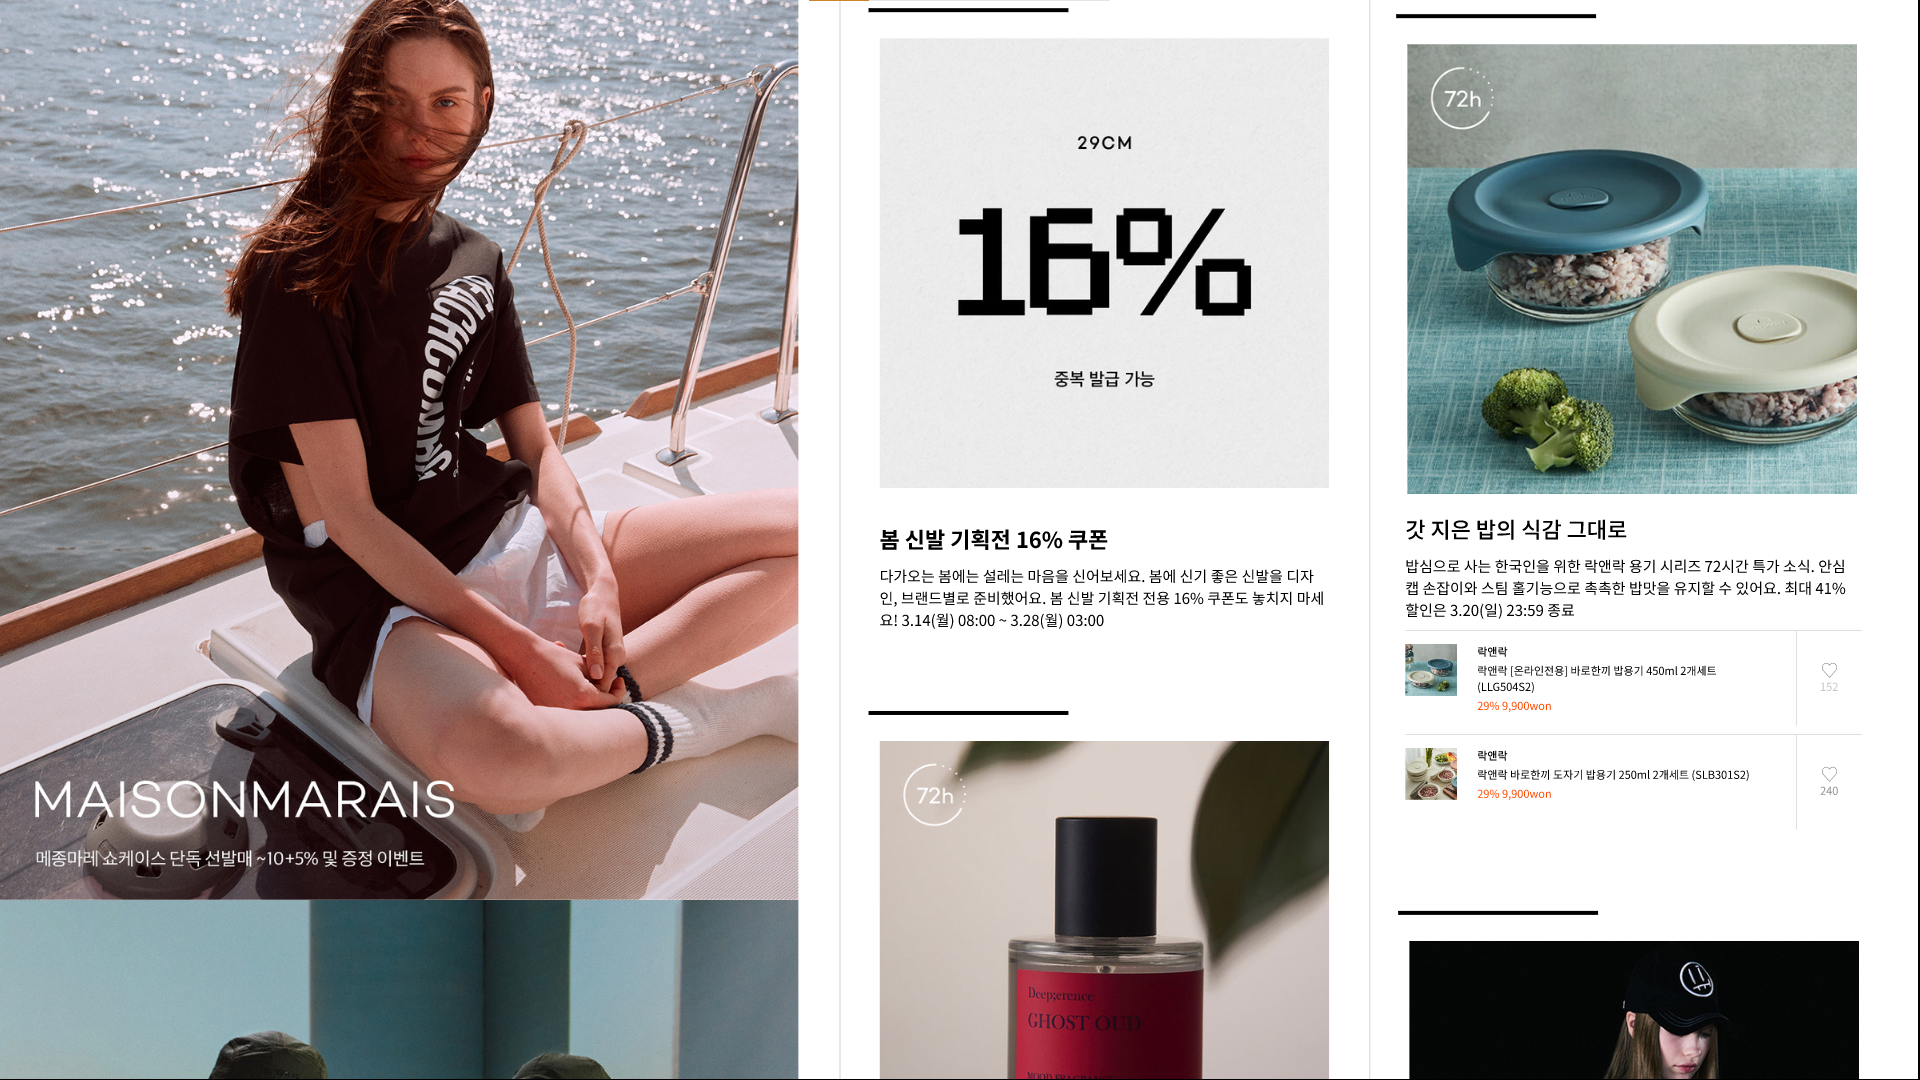 MAISONMARAIS
메종마레 쇼케이스 단독 선발매 ~10+5% 및 증정 이벤트
29CM
16%
중복 발급 가능
봄 신발 기획전 16% 쿠폰
다가오는 봄에는 설레는 마음을 신어보세요. 봄에 신기 좋은 신발을 디자
인, 브랜드별로 준비했어요. 봄 신발 기획전 전용 16% 쿠폰도 놓치지 마세
요! 3.14(월) 08:00 ~ 3.28(월) 03:00
72h
Deep;erence
GHOST OUD
72h
갓 지은 밥의 식감 그대로
밥심으로 사는 한국인을 위한 락앤락 용기 시리즈 72시간 특가 소식. 안심
캡 손잡이와 스팀 홀기능으로 촉촉한 밥맛을 유지할 수 있어요. 최대 41%
할인은 3.20(일) 23:59 종료
락앤락
락앤락 [온라인전용] 바로한끼 밥용기 450ml 2개세트
(LLG504S2)
29% 9,900won
152
락앤락
락앤락 바로한끼 도자기 밥용기 250ml 2개세트 (SLB301S2)
29% 9,900won
240